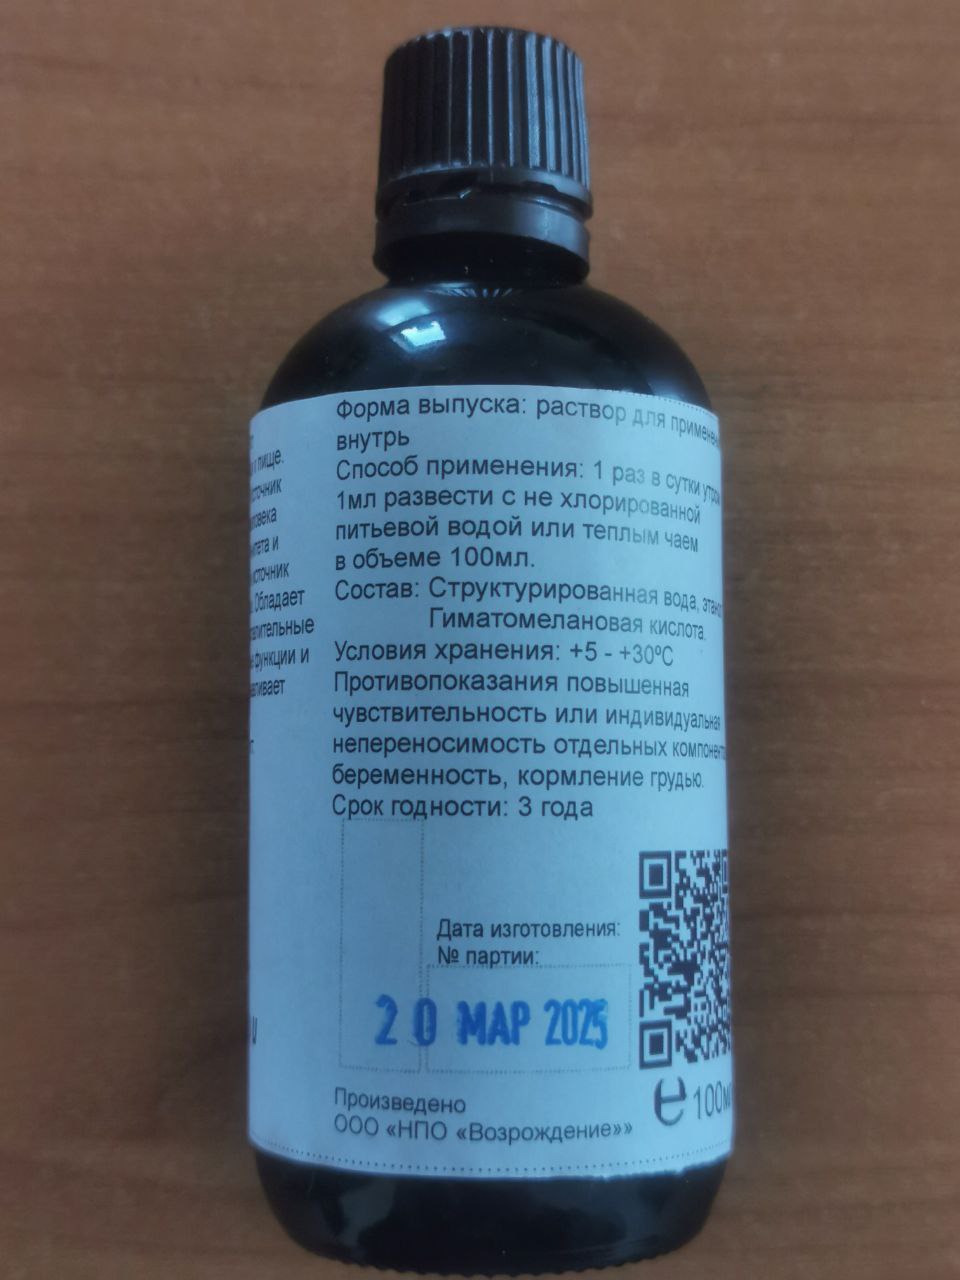 пище.
Обладает
функции и
Форма выпуска: раствор для
внутрь
Способ применения: 1 раз в сутки утром
1мл развести с не хлорированной
питьевой водой или теплым чаем
в объеме 100мл.
Состав: Структурированная вода,
Гиматомелановая кислота.
Условия хранения: +5 - +30ºС
Противопоказания повышенная
чувствительность или индивидуальная
непереносимость отдельных
беременность, кормление грудью.
Срок годности: 3 года
Дата изготовления:
№ партии:
20 МАР 2025
Произведено
ООО «НПО «Возрождение»»
℮ 100мл